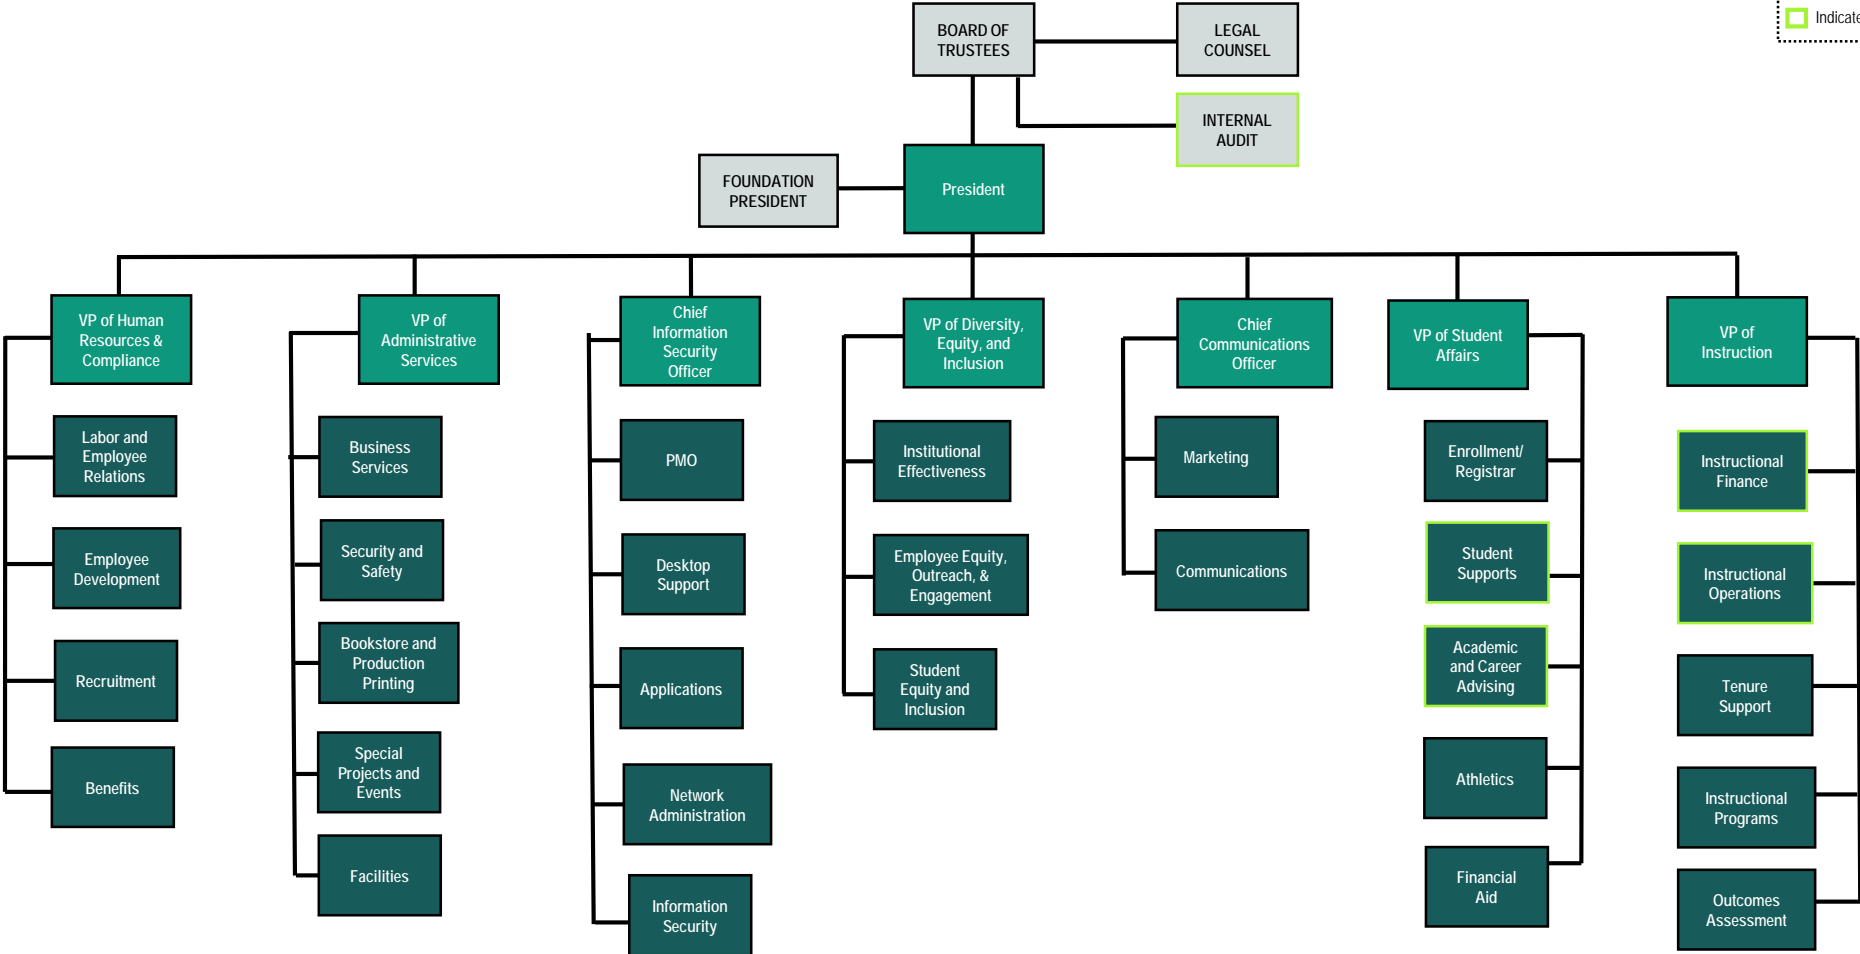 BOARD OF
TRUSTEES
LEGAL
COUNSEL
Indicate
INTERNAL
AUDIT
FOUNDATION
PRESIDENT
President
VP of Human
Resources &
Compliance
VP of
Administrative
Services
Chief
Information
Security
Officer
VP of Diversity,
Equity, and
Inclusion
Chief
Communications
Officer
VP of Student
Affairs
VP of
Instruction
Labor and
Employee
Relations
Employee
Development
Recruitment
Benefits
Business
Services
Security and
Safety
Bookstore and
Production
Printing
Special
Projects and
Events
Facilities
PMO
Desktop
Support
Applications
Network
Administration
Information
Security
Institutional
Effectiveness
Employee Equity,
Outreach, &
Engagement
Student
Equity and
Inclusion
Marketing
Communications
Enrollment/
Registrar
Student
Supports
Academic
and Career
Advising
Athletics
Financial
Aid
Instructional
Finance
Instructional
Operations
Tenure
Support
Instructional
Programs
Outcomes
Assessment